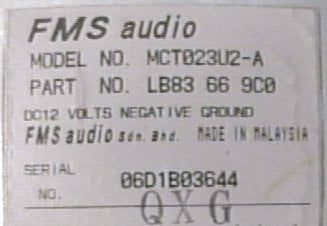 FMS audio
MODEL NO. MCT023U2-A
PART NO. LB83 66 9C0
DC12 VOLTS NEGATIVE GROUND
FMS audio sdn. bhd. MADE IN MALAYSIA
SERIAL NO. 06D1B03644
QXG